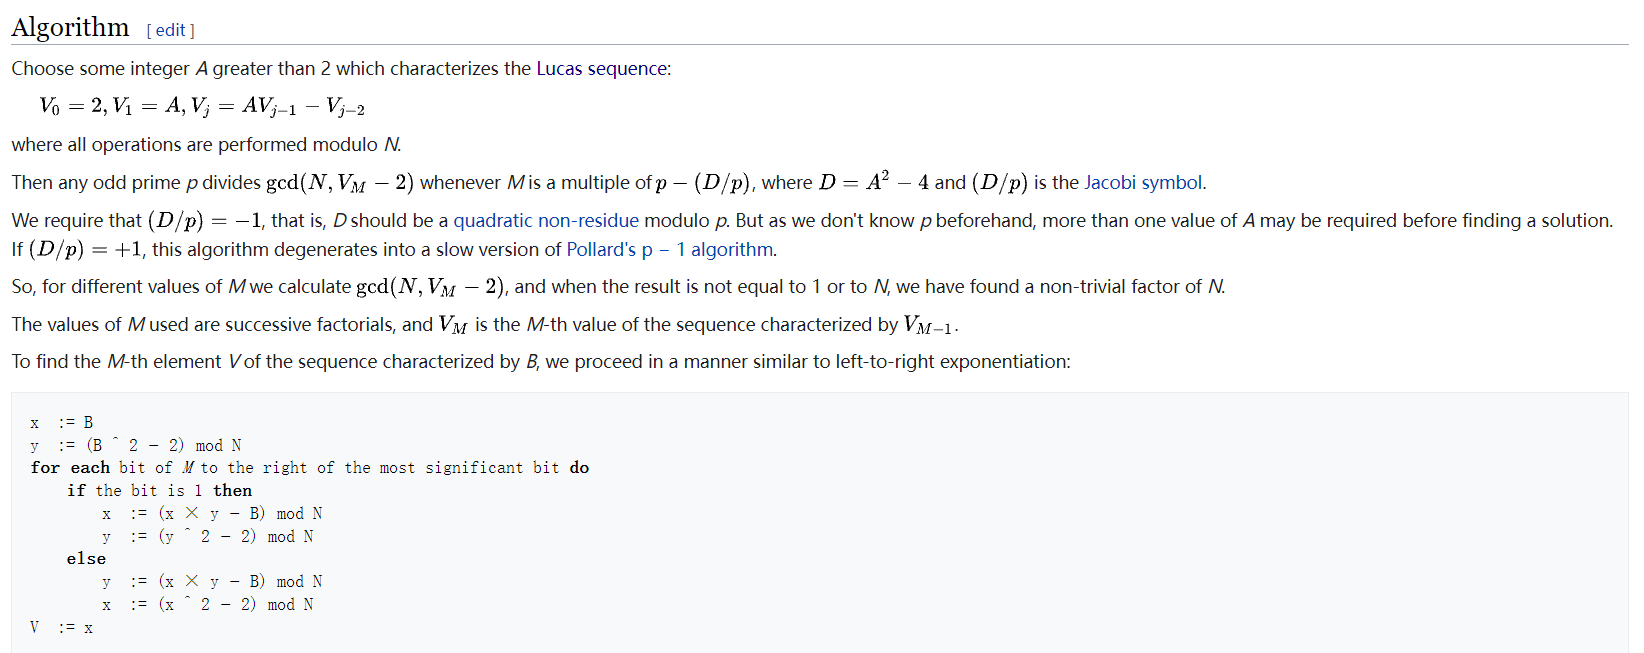 Algorithm [ edit ]
Choose some integer A greater than 2 which characterizes the Lucas sequence:
V₀ = 2, V₁ = A, Vⱼ = AVⱼ₋₁ − Vⱼ₋₂
where all operations are performed modulo N.
Then any odd prime p divides gcd(N, V_M − 2) whenever M is a multiple of p − (D/p), where D = A² − 4 and (D/p) is the Jacobi symbol.
We require that (D/p) = −1, that is, D should be a quadratic non-residue modulo p. But as we don't know p beforehand, more than one value of A may be required before finding a solution.
If (D/p) = +1, this algorithm degenerates into a slow version of Pollard's p − 1 algorithm.
So, for different values of M we calculate gcd(N, V_M − 2), and when the result is not equal to 1 or to N, we have found a non-trivial factor of N.
The values of M used are successive factorials, and V_M is the M-th value of the sequence characterized by V_{M−1}.
To find the M-th element V of the sequence characterized by B, we proceed in a manner similar to left-to-right exponentiation:
x := B
y := (B ^ 2 − 2) mod N
for each bit of M to the right of the most significant bit do
if the bit is 1 then
x := (x × y − B) mod N
y := (y ^ 2 − 2) mod N
else
y := (x × y − B) mod N
x := (x ^ 2 − 2) mod N
V := x